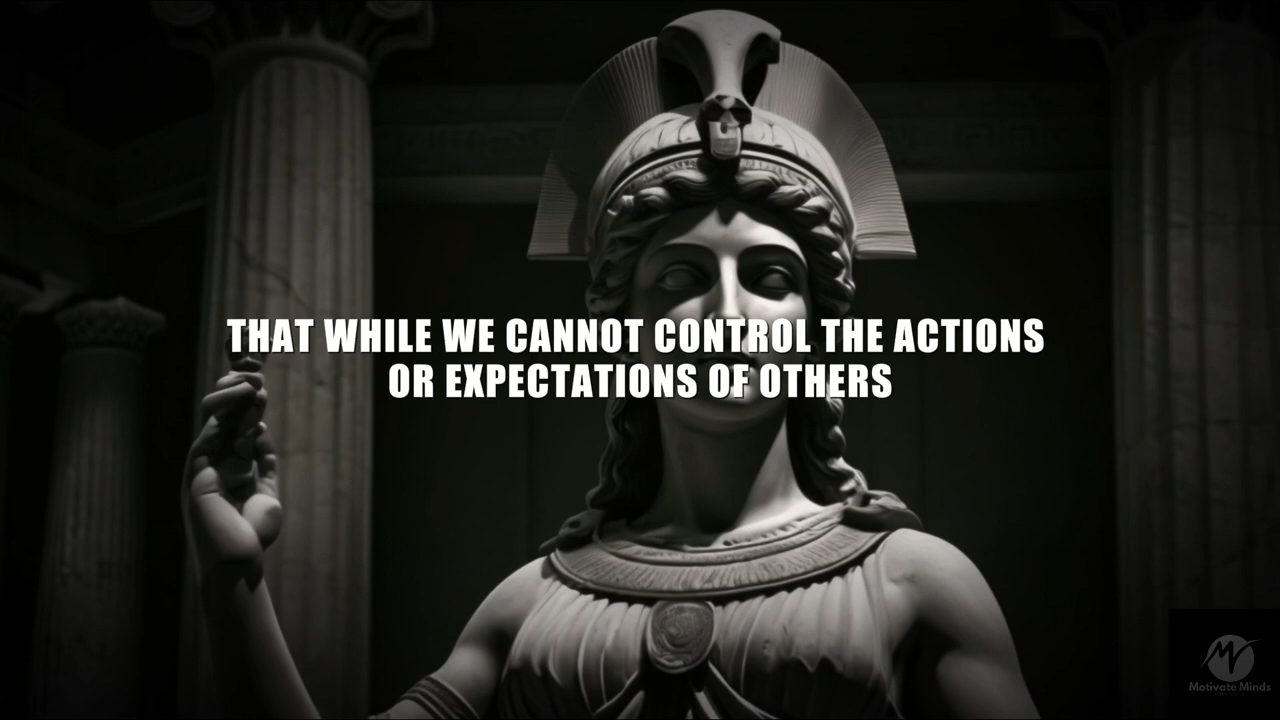 THAT WHILE WE CANNOT CONTROL THE ACTIONS
OR EXPECTATIONS OF OTHERS
Motivate Minds